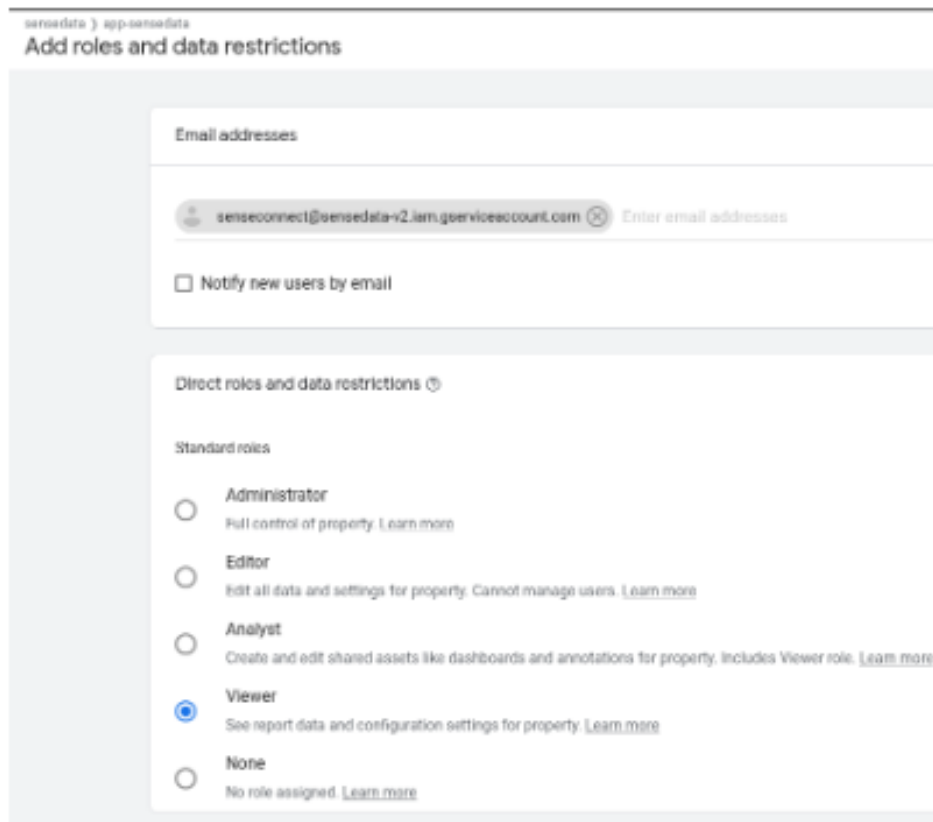 sensedata > app-sensedata
Add roles and data restrictions
Email addresses
senseconnect@sensedata-v2.iam.gserviceaccount.com Enter email addresses
Notify new users by email
Direct roles and data restrictions
Standard roles
Administrator
Full control of property. Learn more
Editor
Edit all data and settings for property. Cannot manage users. Learn more
Analyst
Create and edit shared assets like dashboards and annotations for property. Includes Viewer role. Learn more
Viewer
See report data and configuration settings for property. Learn more
None
No role assigned. Learn more